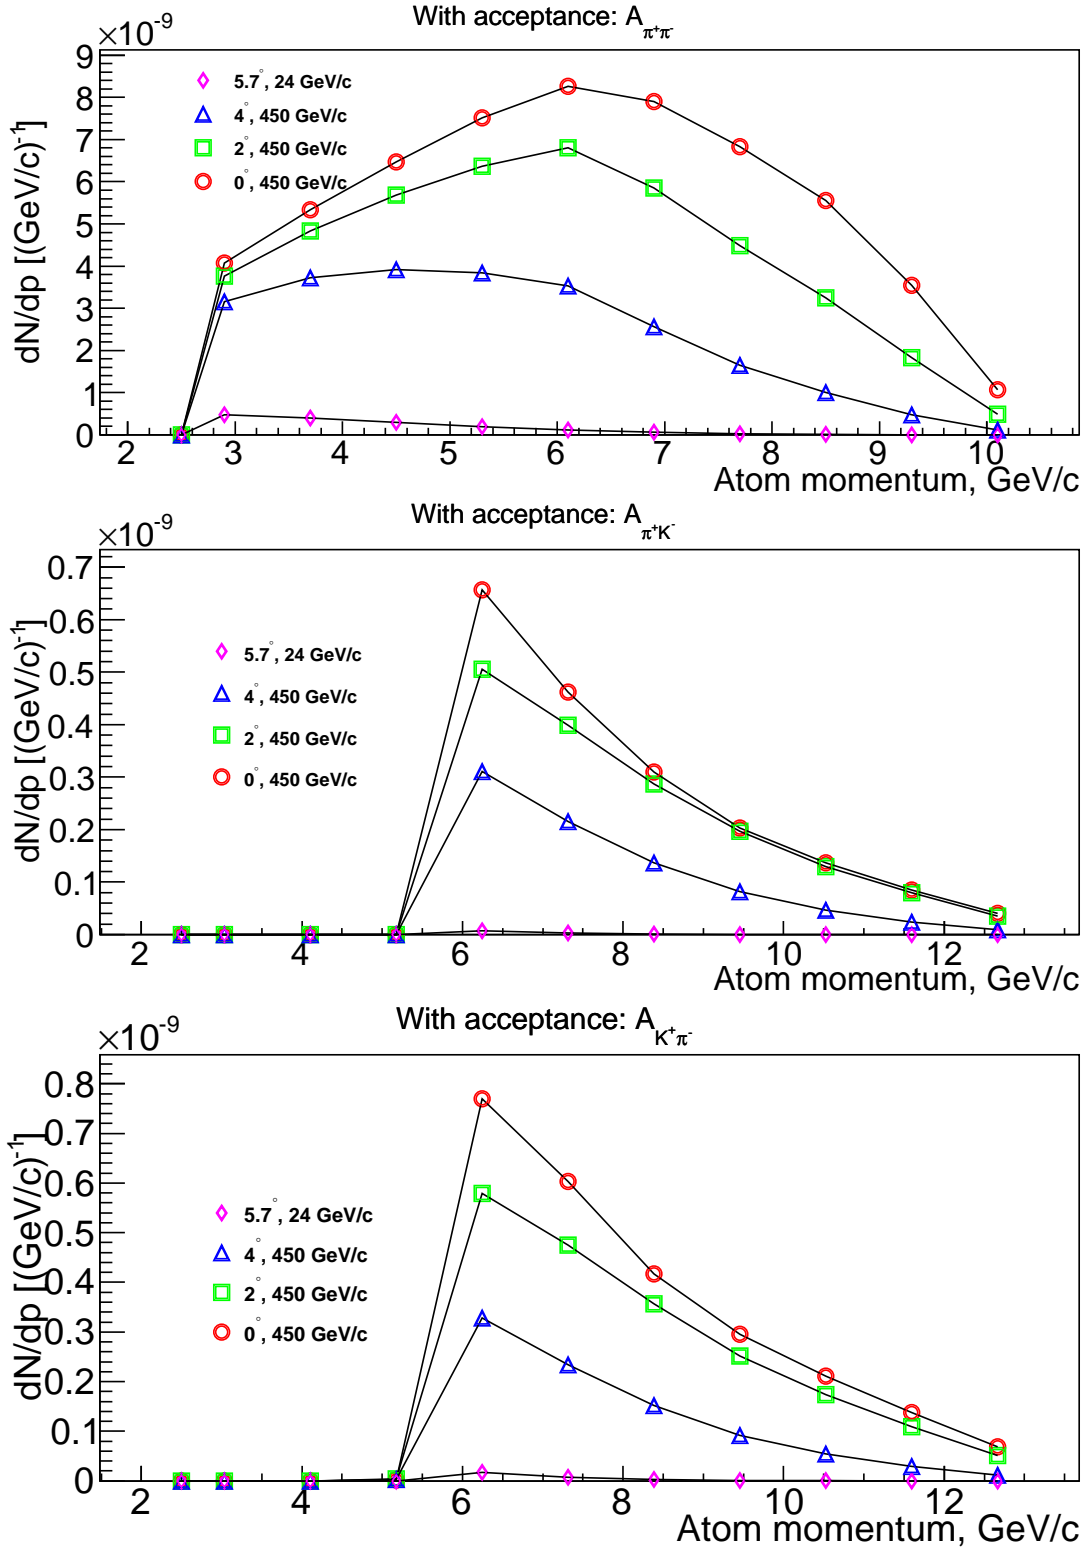 With acceptance: A_π⁺π⁻
×10⁻⁹
dN/dp [(GeV/c)⁻¹]
9
8
7
6
5
4
3
2
1
0
5.7°, 24 GeV/c
4°, 450 GeV/c
2°, 450 GeV/c
0°, 450 GeV/c
2 3 4 5 6 7 8 9 10
Atom momentum, GeV/c
With acceptance: A_π⁺K⁻
×10⁻⁹
dN/dp [(GeV/c)⁻¹]
0.7
0.6
0.5
0.4
0.3
0.2
0.1
0
5.7°, 24 GeV/c
4°, 450 GeV/c
2°, 450 GeV/c
0°, 450 GeV/c
2 4 6 8 10 12
Atom momentum, GeV/c
With acceptance: A_K⁺π⁻
×10⁻⁹
dN/dp [(GeV/c)⁻¹]
0.8
0.7
0.6
0.5
0.4
0.3
0.2
0.1
0
5.7°, 24 GeV/c
4°, 450 GeV/c
2°, 450 GeV/c
0°, 450 GeV/c
2 4 6 8 10 12
Atom momentum, GeV/c